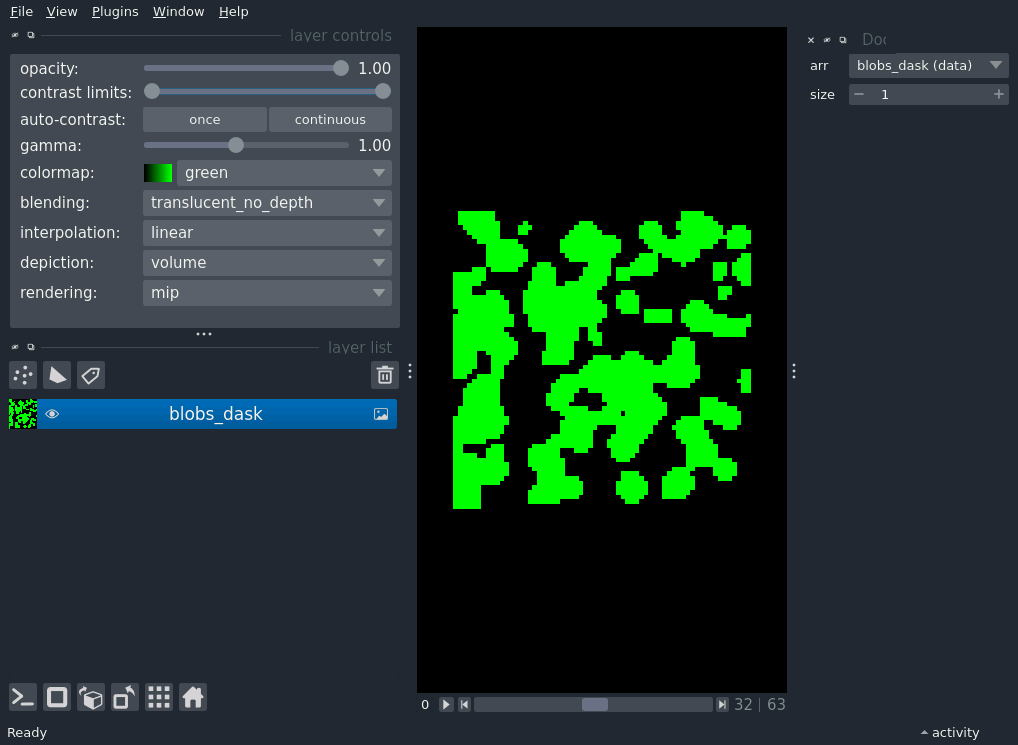 File View Plugins Window Help
layer controls
opacity: 1.00
contrast limits:
auto-contrast: once continuous
gamma: 1.00
colormap: green
blending: translucent_no_depth
interpolation: linear
depiction: volume
rendering: mip
layer list
blobs_dask
0 32 | 63
Doc
arr blobs_dask (data)
size 1
Ready
activity